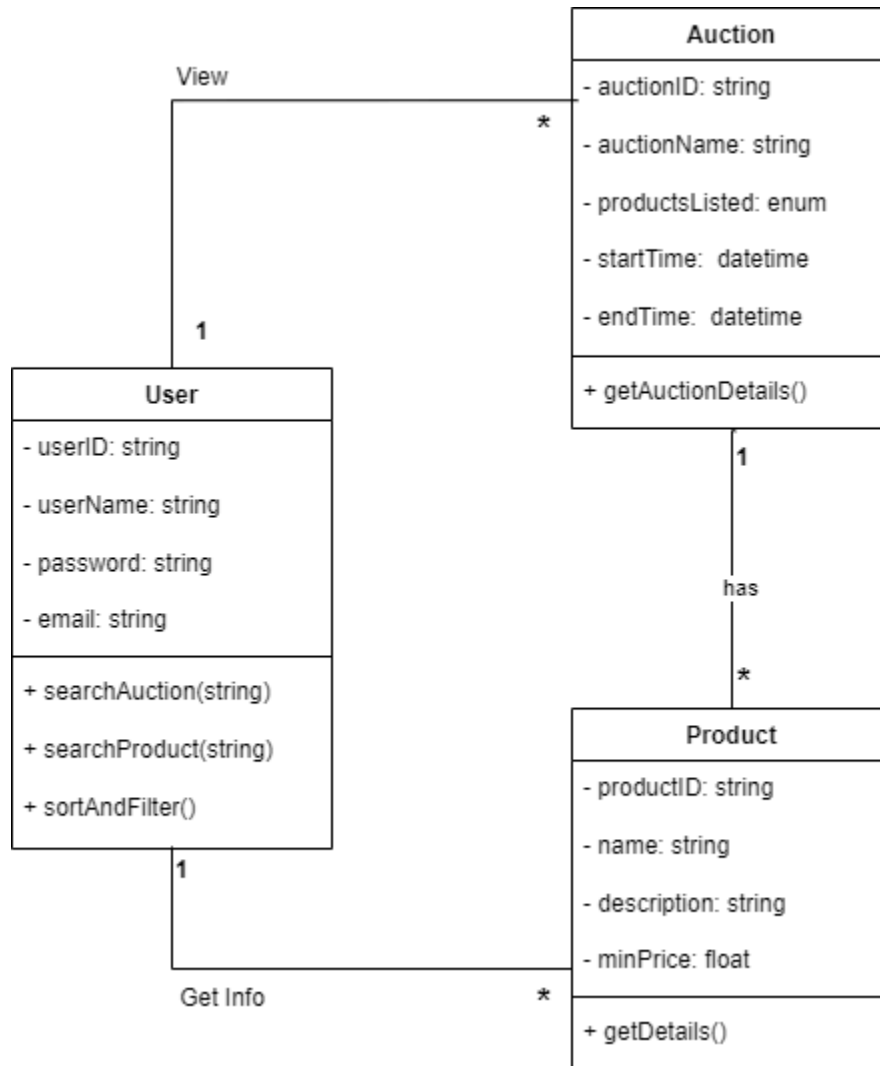 Auction
- auctionID: string
- auctionName: string
- productsListed: enum
- startTime:  datetime
- endTime:  datetime
+ getAuctionDetails()
View
*
1
User
- userID: string
- userName: string
- password: string
- email: string
+ searchAuction(string)
+ searchProduct(string)
+ sortAndFilter()
1
has
*
Product
- productID: string
- name: string
- description: string
- minPrice: float
+ getDetails()
1
Get Info
*